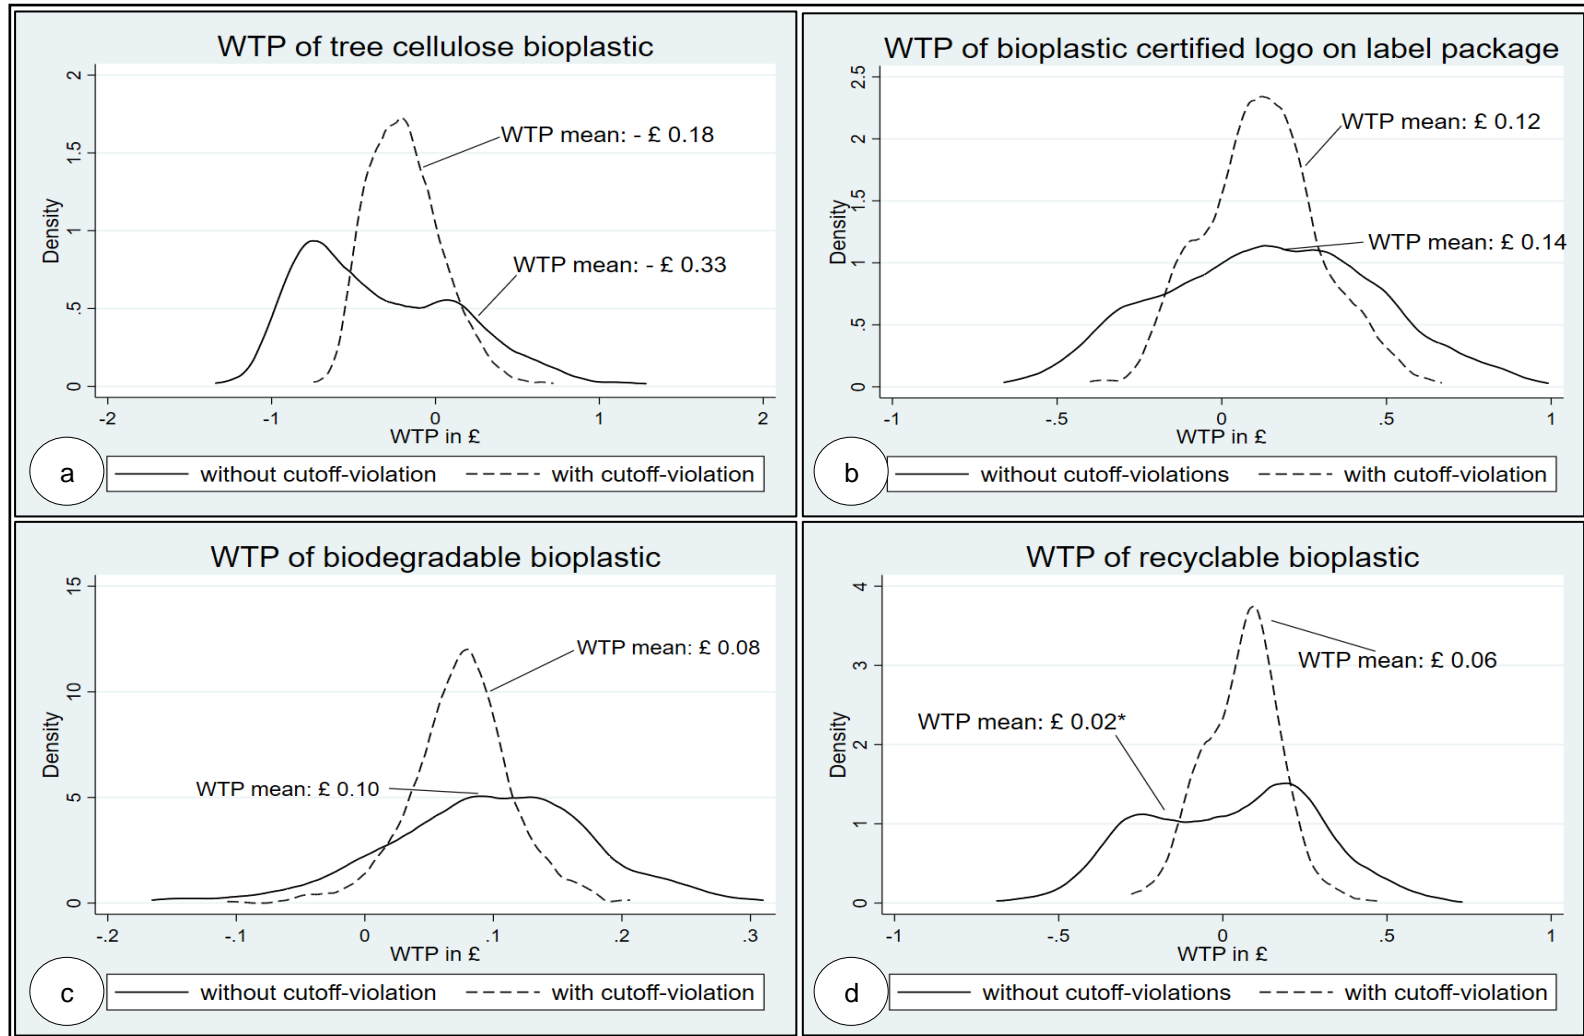 WTP of tree cellulose bioplastic
2
1.5
1
.5
0
Density
WTP mean: - £ 0.18
WTP mean: - £ 0.33
-2 -1 0 1 2
WTP in £
a
without cutoff-violation with cutoff-violation
WTP of bioplastic certified logo on label package
2.5
2
1.5
1
.5
0
Density
WTP mean: £ 0.12
WTP mean: £ 0.14
-1 -.5 0 .5 1
WTP in £
b
without cutoff-violations with cutoff-violation
WTP of biodegradable bioplastic
15
10
5
0
Density
WTP mean: £ 0.08
WTP mean: £ 0.10
-.2 -.1 0 .1 .2 .3
WTP in £
c
without cutoff-violation with cutoff-violation
WTP of recyclable bioplastic
4
3
2
1
0
Density
WTP mean: £ 0.06
WTP mean: £ 0.02*
-1 -.5 0 .5 1
WTP in £
d
without cutoff-violations with cutoff-violation